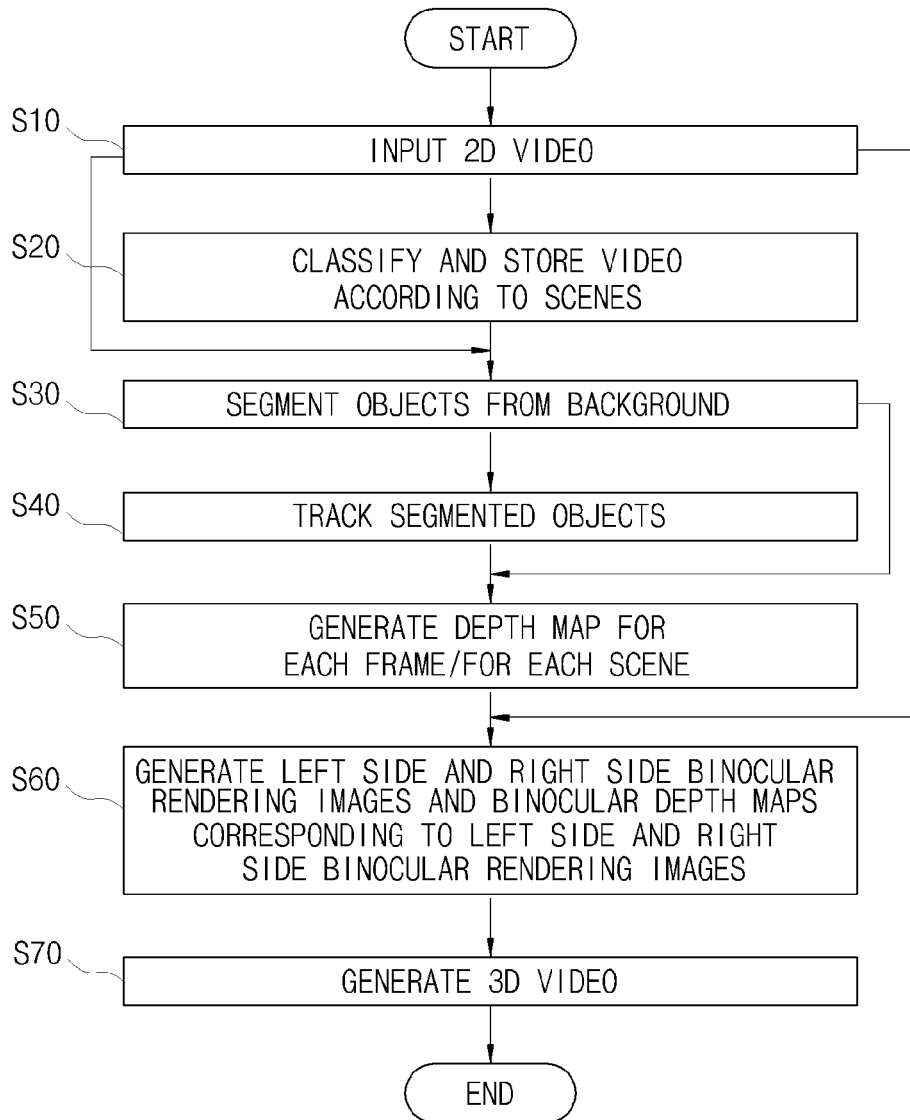 START
S10
INPUT 2D VIDEO
S20
CLASSIFY AND STORE VIDEO
ACCORDING TO SCENES
S30
SEGMENT OBJECTS FROM BACKGROUND
S40
TRACK SEGMENTED OBJECTS
S50
GENERATE DEPTH MAP FOR
EACH FRAME/FOR EACH SCENE
S60
GENERATE LEFT SIDE AND RIGHT SIDE BINOCULAR
RENDERING IMAGES AND BINOCULAR DEPTH MAPS
CORRESPONDING TO LEFT SIDE AND RIGHT
SIDE BINOCULAR RENDERING IMAGES
S70
GENERATE 3D VIDEO
END